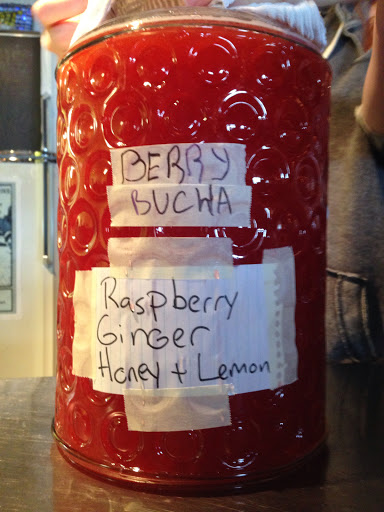 BERRY
BUCHA
Raspberry
Ginger
Honey + Lemon